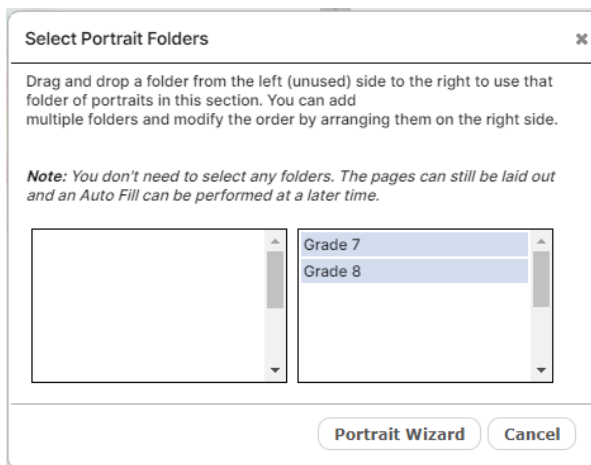 Select Portrait Folders
Drag and drop a folder from the left (unused) side to the right to use that
folder of portraits in this section. You can add
multiple folders and modify the order by arranging them on the right side.
Note: You don't need to select any folders. The pages can still be laid out
and an Auto Fill can be performed at a later time.
Grade 7
Grade 8
Portrait Wizard
Cancel